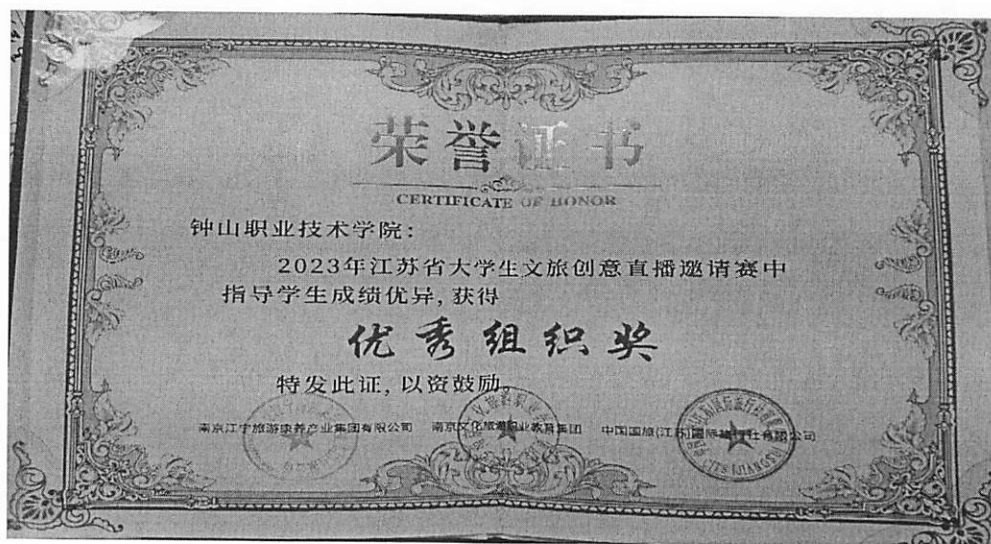 荣誉证书
CERTIFICATE OF HONOR
钟山职业技术学院:
2023年江苏省大学生文旅创意直播邀请赛中
指导学生成绩优异,获得
优秀组织奖
特发此证,以资鼓励。
南京江宁旅游康养产业集团有限公司 南京文化旅游职业教育集团 中国国旅(江苏)国际旅行社有限公司